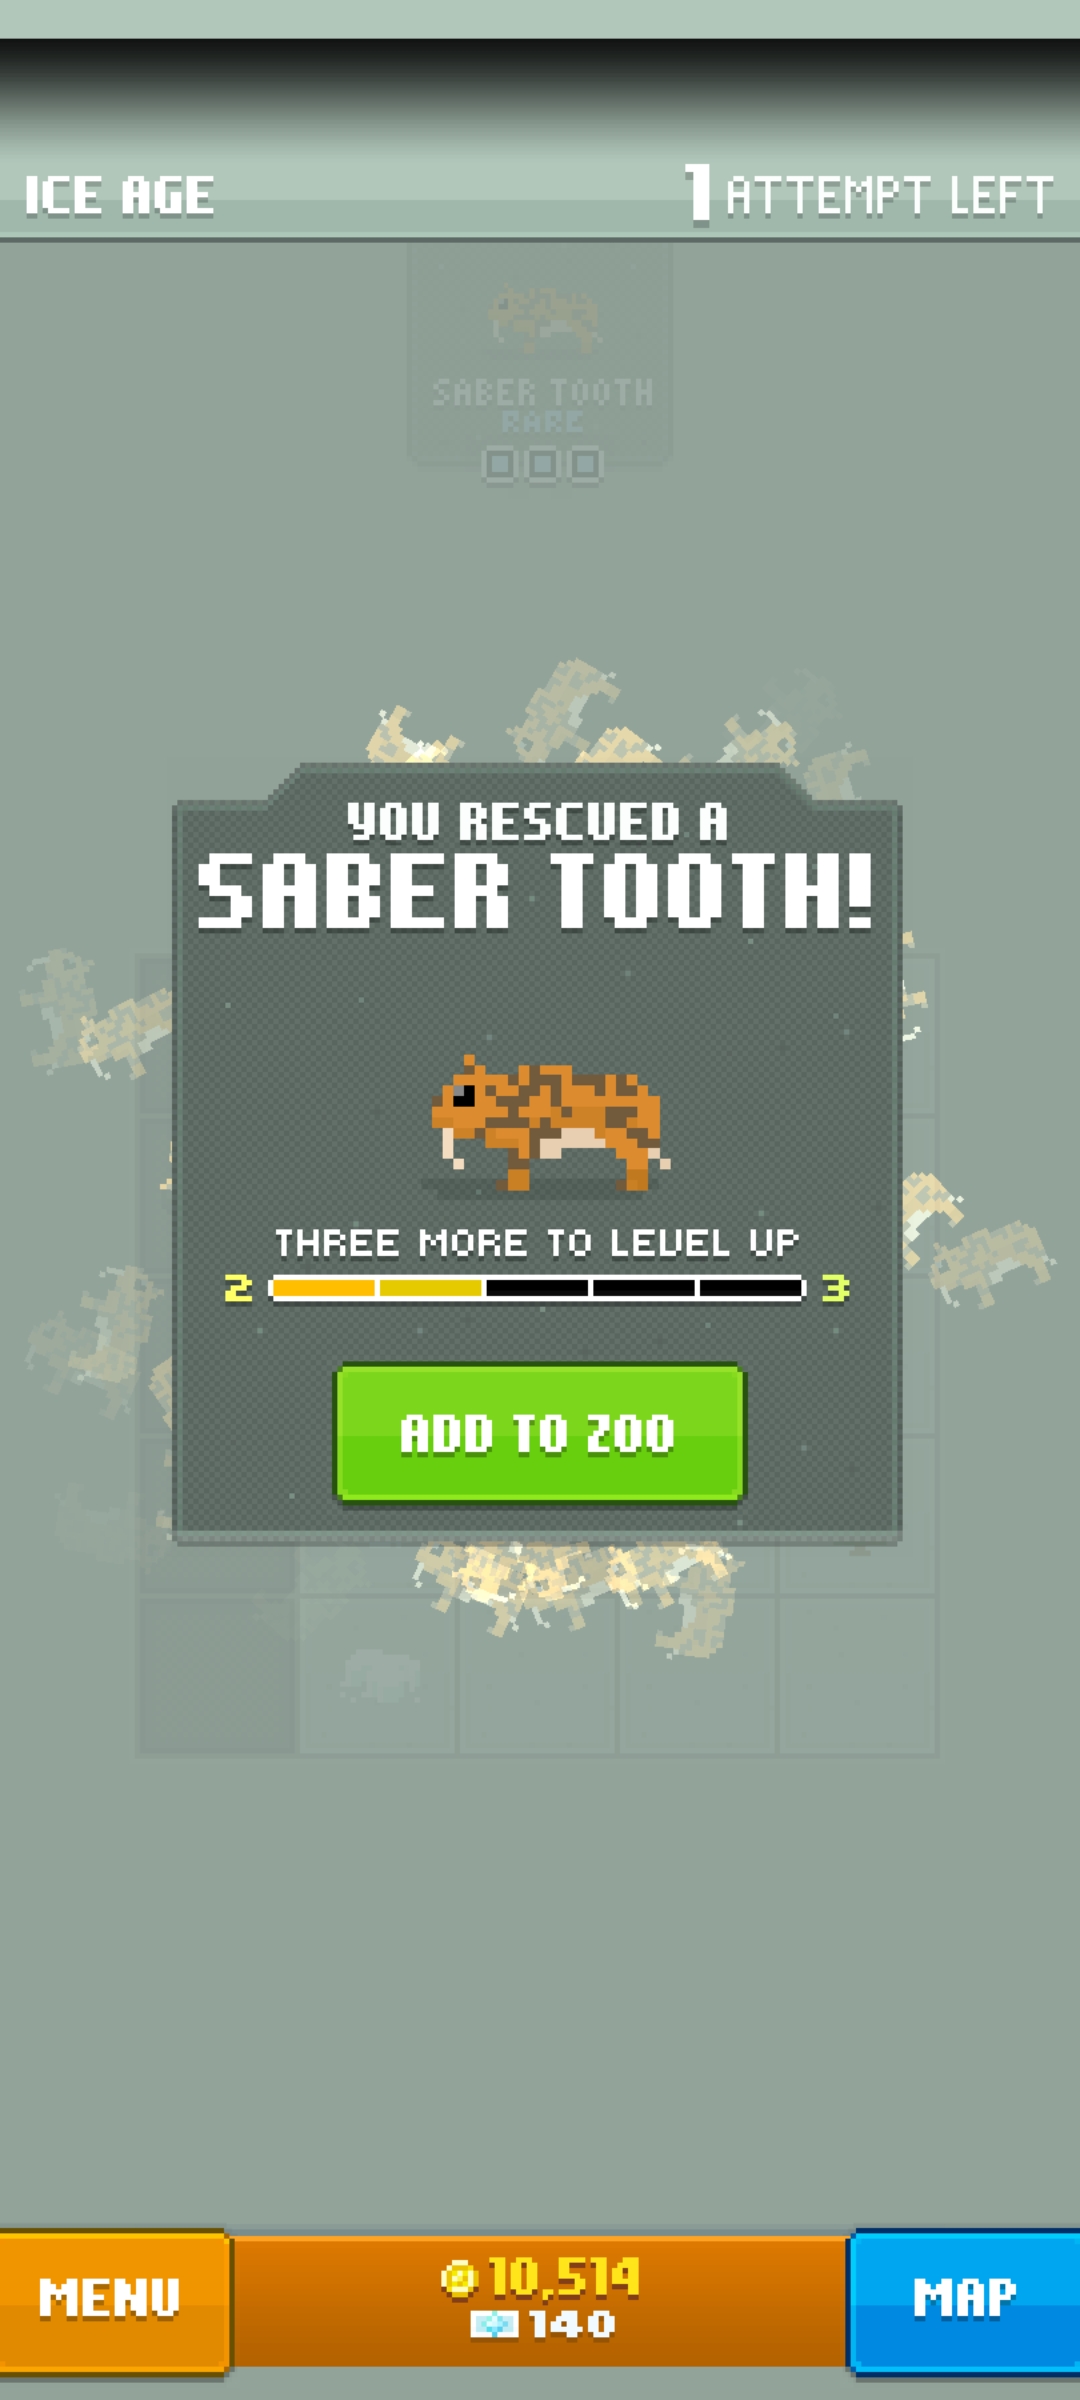 ICE AGE
1 ATTEMPT LEFT
SABER TOOTH
RARE
YOU RESCUED A
SABER TOOTH!
THREE MORE TO LEVEL UP
2 3
ADD TO ZOO
MENU
10,514
140
MAP